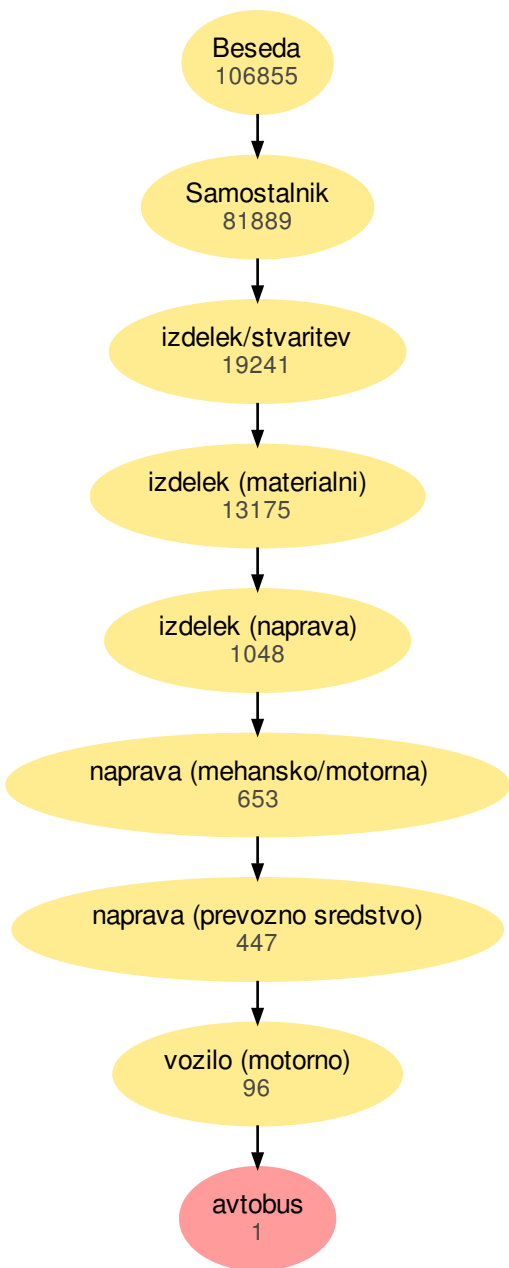 Beseda
106855
Samostalnik
81889
izdelek/stvaritev
19241
izdelek (materialni)
13175
izdelek (naprava)
1048
naprava (mehansko/motorna)
653
naprava (prevozno sredstvo)
447
vozilo (motorno)
96
avtobus
1